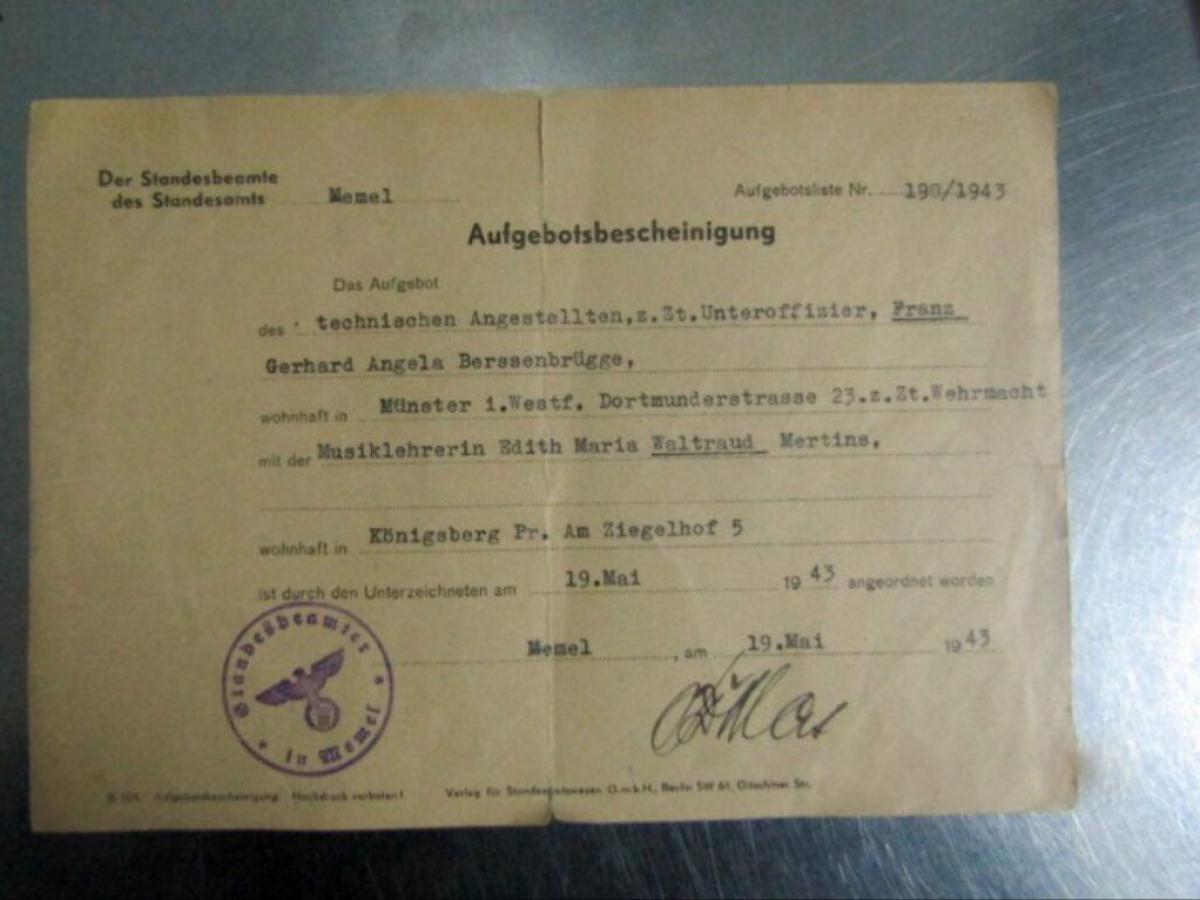 Der Standesbeamte
des Standesamts Memel
Aufgebotsliste Nr. 198/1943
Aufgebotsbescheinigung
Das Aufgebot
des technischen Angestellten,z.Zt.Unteroffizier, Franz
Gerhard Angela Berssenbrügge,
wohnhaft in Münster i.Westf. Dortmunderstrasse 23.z.Zt.Wehrmacht
mit der Musiklehrerin Edith Maria Waltraud Mertins,
wohnhaft in Königsberg Pr. Am Ziegelhof 5
ist durch den Unterzeichneten am 19.Mai 1943 angeordnet worden
Memel, am 19.Mai 1943
Standesbeamter
in Memel
Aufgebotsbescheinigung. Nachdruck verboten! Verlag für Standesamtswesen G.m.b.H., Berlin SW 61, Gitschiner Str.